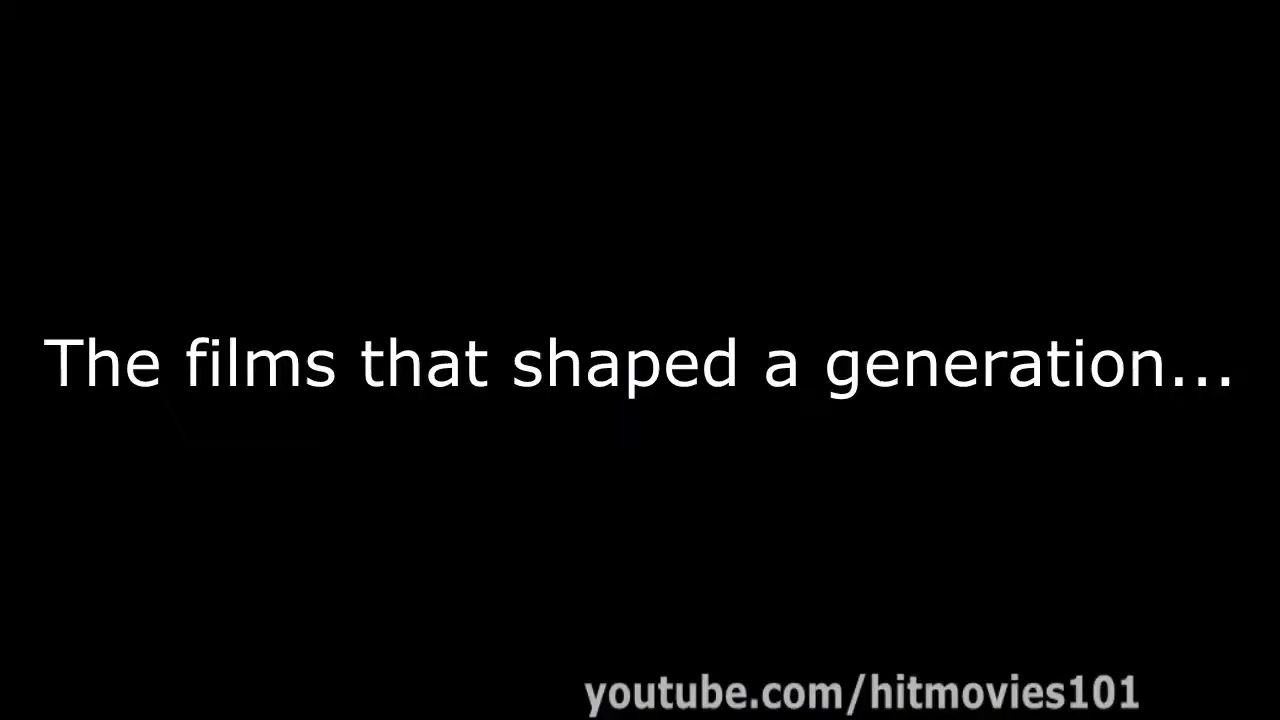 The films that shaped a generation...
youtube.com/hitmovies101